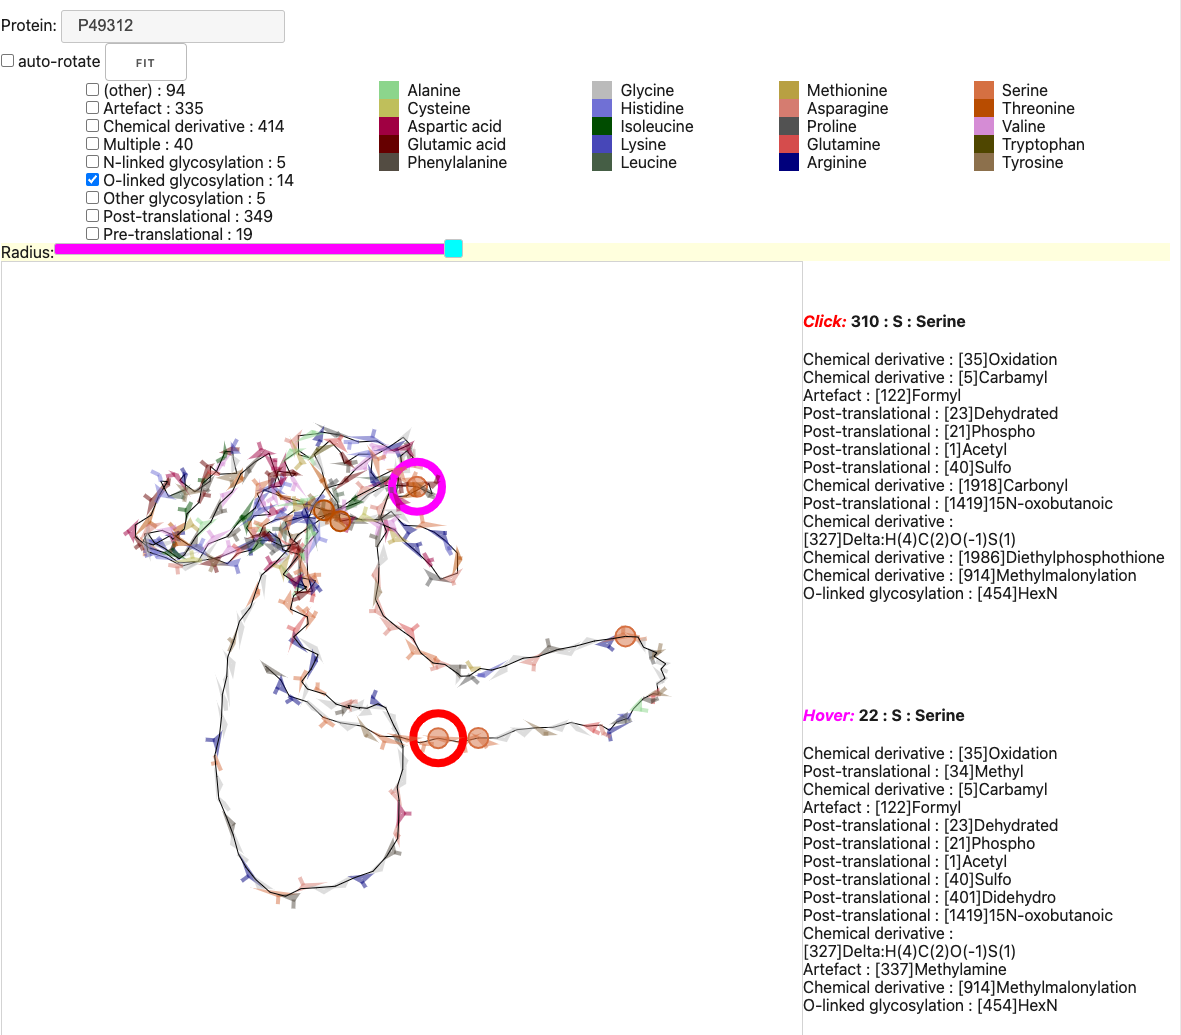 Protein: P49312
auto-rotate FIT
(other) : 94
Artefact : 335
Chemical derivative : 414
Multiple : 40
N-linked glycosylation : 5
O-linked glycosylation : 14
Other glycosylation : 5
Post-translational : 349
Pre-translational : 19
Alanine
Cysteine
Aspartic acid
Glutamic acid
Phenylalanine
Glycine
Histidine
Isoleucine
Lysine
Leucine
Methionine
Asparagine
Proline
Glutamine
Arginine
Serine
Threonine
Valine
Tryptophan
Tyrosine
Radius:
Click: 310 : S : Serine
Chemical derivative : [35]Oxidation
Chemical derivative : [5]Carbamyl
Artefact : [122]Formyl
Post-translational : [23]Dehydrated
Post-translational : [21]Phospho
Post-translational : [1]Acetyl
Post-translational : [40]Sulfo
Chemical derivative : [1918]Carbonyl
Post-translational : [1419]15N-oxobutanoic
Chemical derivative :
[327]Delta:H(4)C(2)O(-1)S(1)
Chemical derivative : [1986]Diethylphosphothione
Chemical derivative : [914]Methylmalonylation
O-linked glycosylation : [454]HexN
Hover: 22 : S : Serine
Chemical derivative : [35]Oxidation
Post-translational : [34]Methyl
Chemical derivative : [5]Carbamyl
Artefact : [122]Formyl
Post-translational : [23]Dehydrated
Post-translational : [21]Phospho
Post-translational : [1]Acetyl
Post-translational : [40]Sulfo
Post-translational : [401]Didehydro
Post-translational : [1419]15N-oxobutanoic
Chemical derivative :
[327]Delta:H(4)C(2)O(-1)S(1)
Artefact : [337]Methylamine
Chemical derivative : [914]Methylmalonylation
O-linked glycosylation : [454]HexN